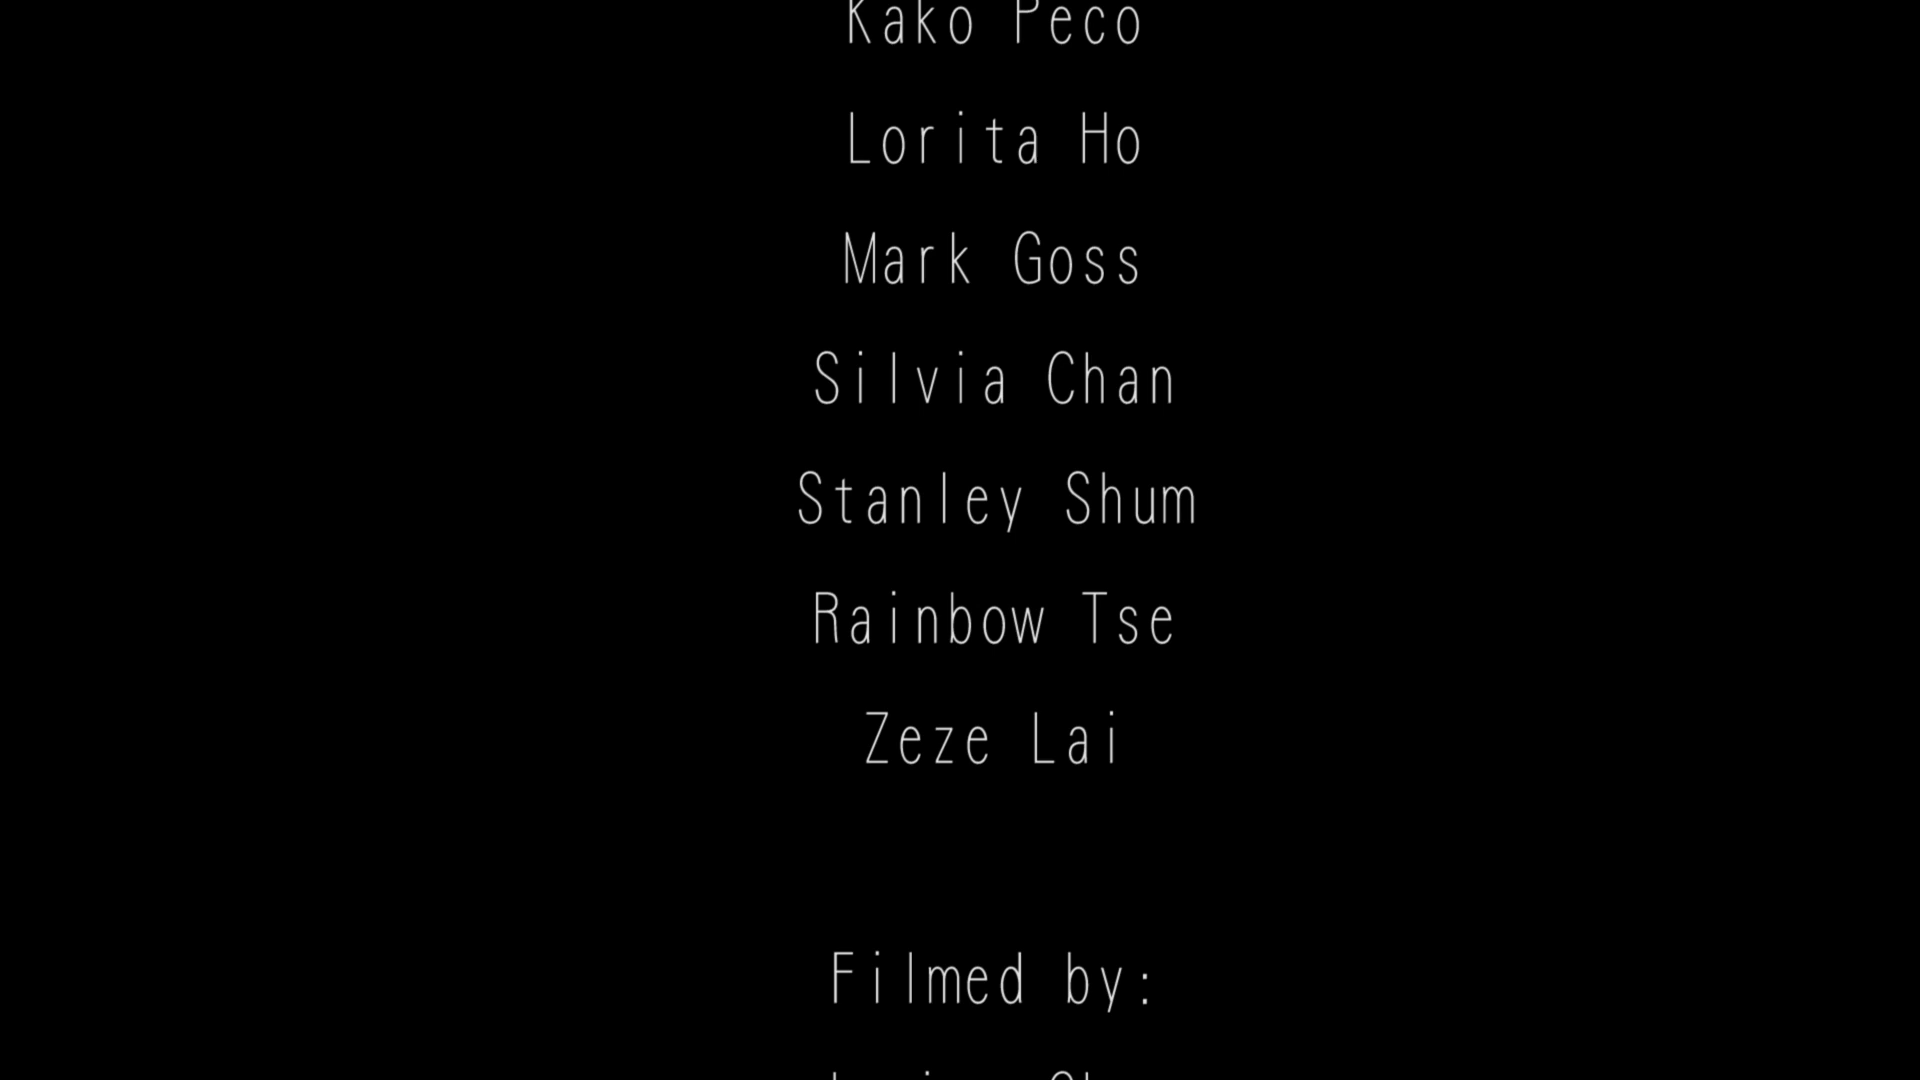 Kako Peco
Lorita Ho
Mark Goss
Silvia Chan
Stanley Shum
Rainbow Tse
Zeze Lai
Filmed by: